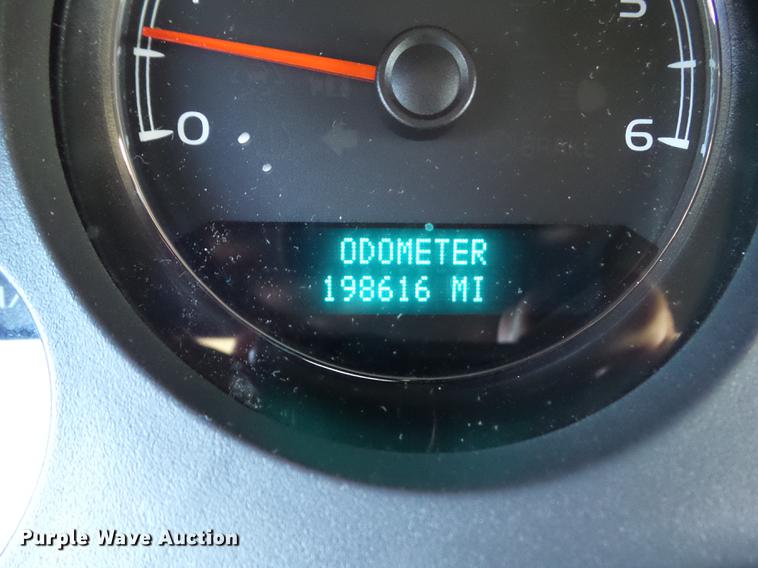 5
0
6
ODOMETER
198616 MI
Purple Wave Auction